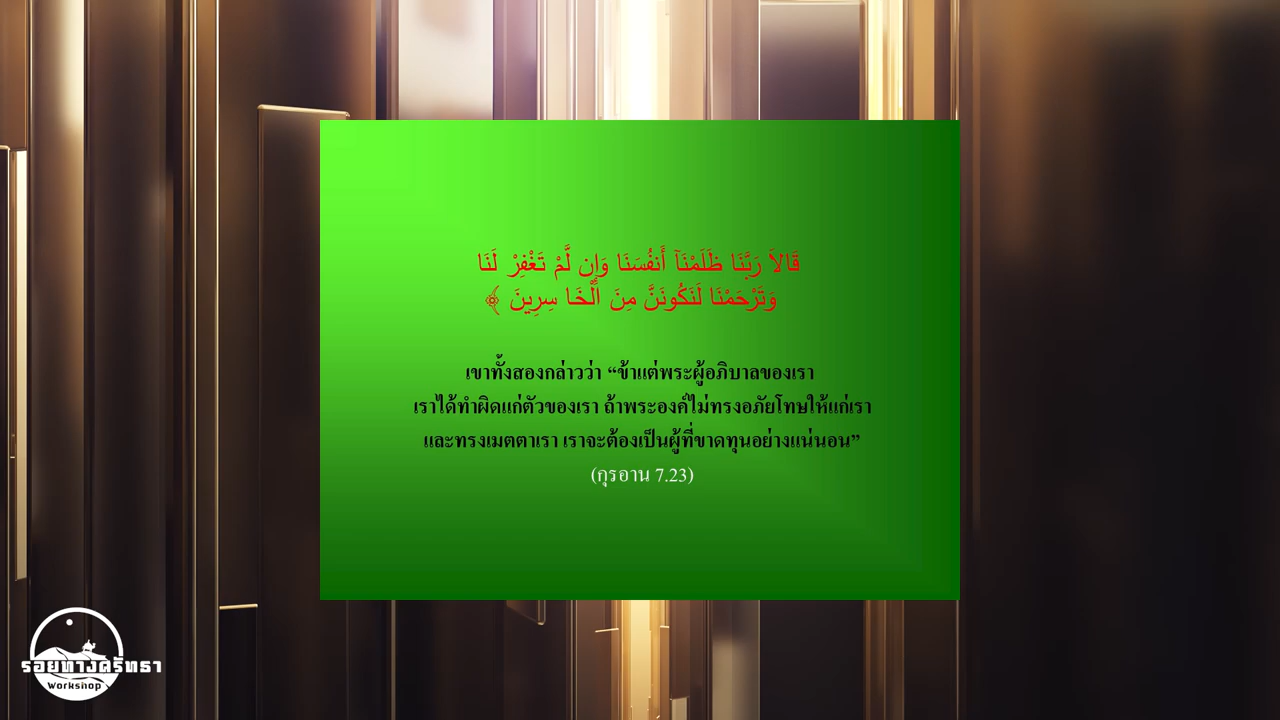 قَالاَ رَبَّنَا ظَلَمْنَآ أَنفُسَنَا وَإِن لَّمْ تَغْفِرْ لَنَا
وَتَرْحَمْنَا لَنَكُونَنَّ مِنَ ٱلْخَا سِرِينَ ﴾
เขาทั้งสองกล่าวว่า “ข้าแต่พระผู้อภิบาลของเรา
เราได้ทำผิดแก่ตัวของเรา ถ้าพระองค์ไม่ทรงอภัยโทษให้แก่เรา
และทรงเมตตาเรา เราจะต้องเป็นผู้ที่ขาดทุนอย่างแน่นอน”
(กุรอาน 7.23)
รอยทางศรัทธา
Workshop